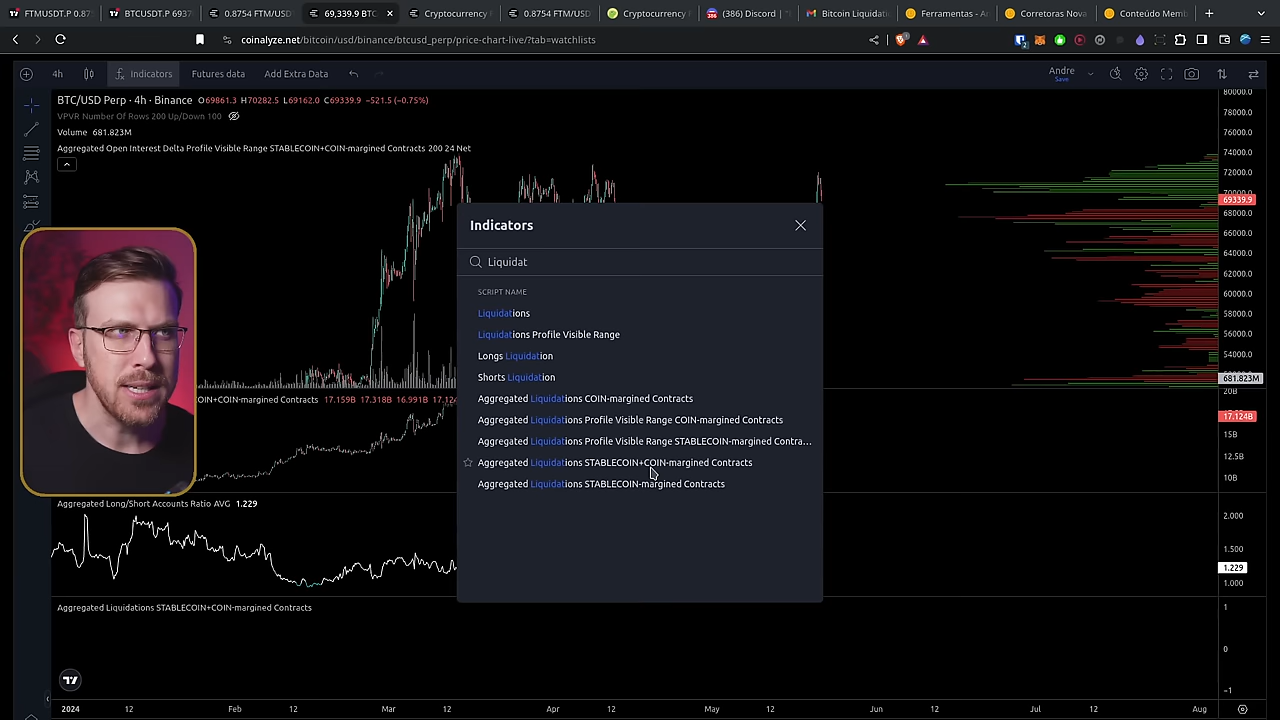 FTMUSDT.P 0.87
BTCUSDT.P 6937
0.8754 FTM/USD
69,339.9 BTC
Cryptocurrency F
0.8754 FTM/USD
Cryptocurrency F
(386) Discord |
Bitcoin Liquidati
Ferramentas - An
Corretoras Nova
Conteúdo Memb
coinalyze.net/bitcoin/usd/binance/btcusd_perp/price-chart-live/?tab=watchlists
4h
Indicators
Futures data
Add Extra Data
Andre
Save
BTC/USD Perp · 4h · Binance O69861.3 H70282.5 L69162.0 C69339.9 −521.5 (−0.75%)
VPVR Number Of Rows 200 Up/Down 100
Volume 681.823M
Aggregated Open Interest Delta Profile Visible Range STABLECOIN+COIN-margined Contracts 200 24 Net
80000.0
78000.0
76000.0
74000.0
72000.0
70000.0
69339.9
68000.0
66000.0
64000.0
62000.0
60000.0
58000.0
56000.0
54000.0
681.823M
Indicators
Liquidat
SCRIPT NAME
Liquidations
Liquidations Profile Visible Range
Longs Liquidation
Shorts Liquidation
Aggregated Liquidations COIN-margined Contracts
Aggregated Liquidations Profile Visible Range COIN-margined Contracts
Aggregated Liquidations Profile Visible Range STABLECOIN-margined Contra...
Aggregated Liquidations STABLECOIN+COIN-margined Contracts
Aggregated Liquidations STABLECOIN-margined Contracts
COIN+COIN-margined Contracts 17.159B 17.318B 16.991B 17.124
20B
17.124B
15B
12.5B
10B
Aggregated Long/Short Accounts Ratio AVG 1.229
2.000
1.500
1.229
1.000
Aggregated Liquidations STABLECOIN+COIN-margined Contracts
1
0
−1
2024
12
Feb
12
Mar
12
Apr
12
May
12
Jun
12
Jul
12
Aug